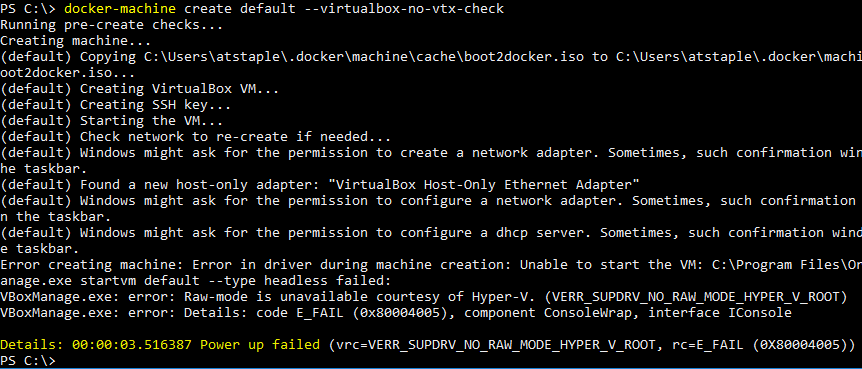 PS C:\> docker-machine create default --virtualbox-no-vtx-check
Running pre-create checks...
Creating machine...
(default) Copying C:\Users\atstaple\.docker\machine\cache\boot2docker.iso to C:\Users\atstaple\.docker\machi
oot2docker.iso...
(default) Creating VirtualBox VM...
(default) Creating SSH key...
(default) Starting the VM...
(default) Check network to re-create if needed...
(default) Windows might ask for the permission to create a network adapter. Sometimes, such confirmation win
he taskbar.
(default) Found a new host-only adapter: "VirtualBox Host-Only Ethernet Adapter"
(default) Windows might ask for the permission to configure a network adapter. Sometimes, such confirmation
n the taskbar.
(default) Windows might ask for the permission to configure a dhcp server. Sometimes, such confirmation wind
e taskbar.
Error creating machine: Error in driver during machine creation: Unable to start the VM: C:\Program Files\Or
anage.exe startvm default --type headless failed:
VBoxManage.exe: error: Raw-mode is unavailable courtesy of Hyper-V. (VERR_SUPDRV_NO_RAW_MODE_HYPER_V_ROOT)
VBoxManage.exe: error: Details: code E_FAIL (0x80004005), component ConsoleWrap, interface IConsole
Details: 00:00:03.516387 Power up failed (vrc=VERR_SUPDRV_NO_RAW_MODE_HYPER_V_ROOT, rc=E_FAIL (0X80004005))
PS C:\>